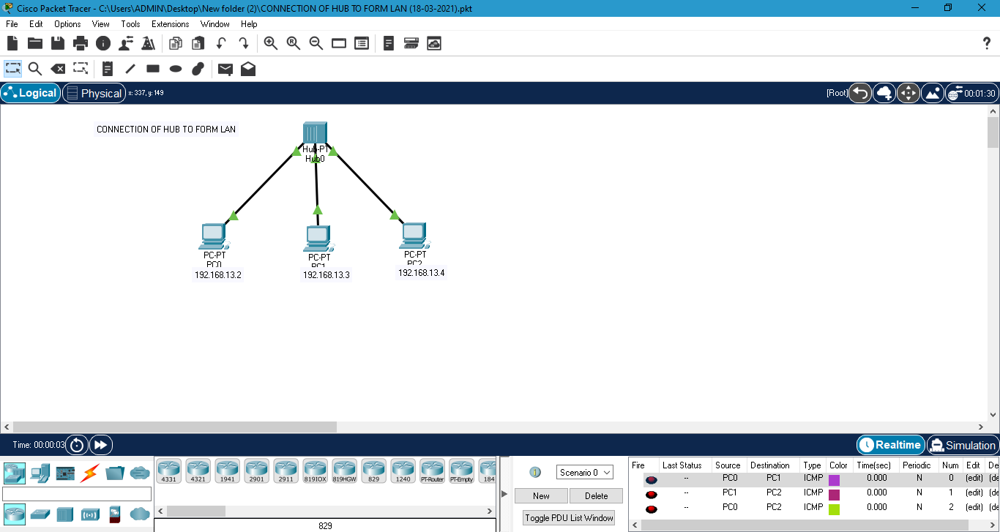 Cisco Packet Tracer - C:\Users\ADMIN\Desktop\New folder (2)\CONNECTION OF HUB TO FORM LAN (18-03-2021).pkt
File Edit Options View Tools Extensions Window Help
Logical Physical x: 337, y: 149 [Root] 00:01:30
CONNECTION OF HUB TO FORM LAN
Hub-PT
Hub0
PC-PT PC-PT PC-PT
PC0 PC1 PC2
192.168.13.2 192.168.13.3 192.168.13.4
Time: 00:00:03 Realtime Simulation
4331 4321 1941 2901 2911 819IOX 819HGW 829 1240 PT-Router PT-Empty 184
829
Scenario 0
New Delete
Toggle PDU List Window
Fire Last Status Source Destination Type Color Time(sec) Periodic Num Edit De
-- PC0 PC1 ICMP 0.000 N 0 (edit) (de
-- PC1 PC2 ICMP 0.000 N 1 (edit) (de
-- PC0 PC2 ICMP 0.000 N 2 (edit) (de